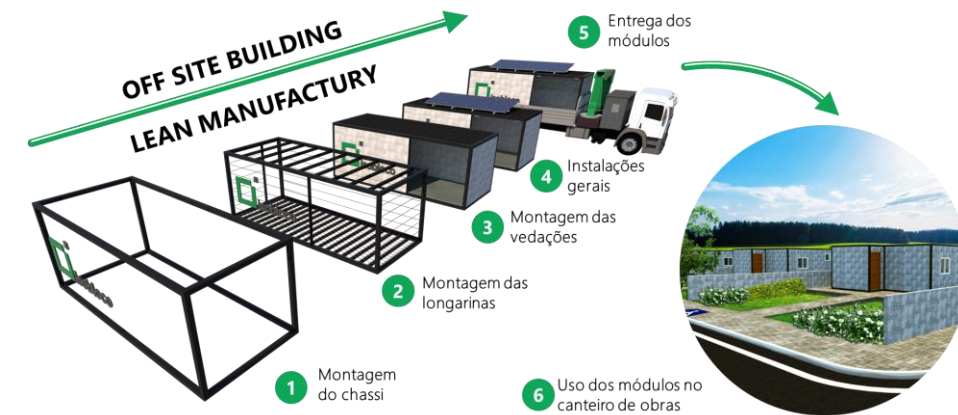 OFF SITE BUILDING
LEAN MANUFACTURY
5
Entrega dos
módulos
4
Instalações
gerais
3
Montagem das
vedações
2
Montagem das
longarinas
1
Montagem
do chassi
6
Uso dos módulos no
canteiro de obras